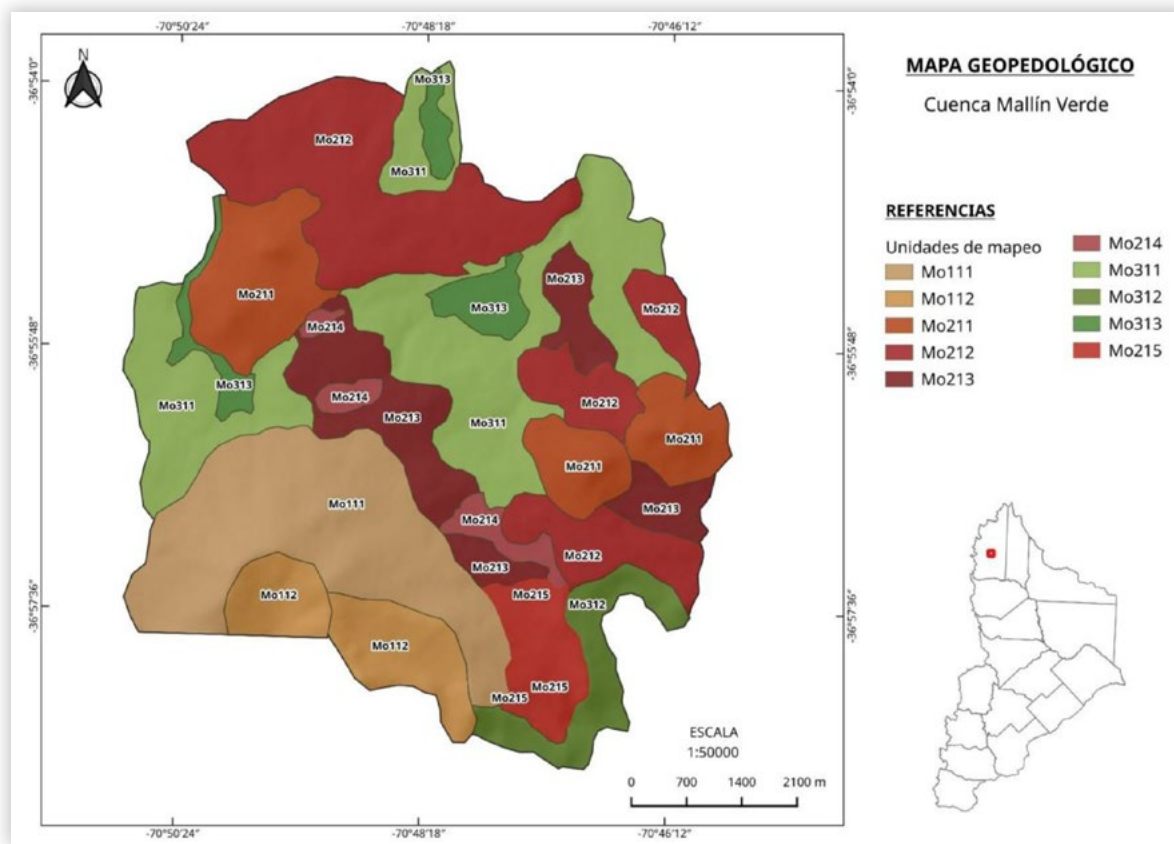 -70°50'24" -70°48'18" -70°46'12"
N
-36°54'0" -36°54'0"
-36°55'48" -36°55'48"
-36°57'36" -36°57'36"
Mo313
Mo212
Mo311
Mo211
Mo213
Mo313
Mo212
Mo214
Mo313
Mo214
Mo311
Mo213
Mo311
Mo212
Mo211
Mo211
Mo111
Mo213
Mo214
Mo212
Mo213
Mo112
Mo215
Mo312
Mo112
Mo215
Mo215
ESCALA
1:50000
0 700 1400 2100 m
-70°50'24" -70°48'18" -70°46'12"
MAPA GEOPEDOLÓGICO
Cuenca Mallín Verde
REFERENCIAS
Unidades de mapeo
Mo111
Mo112
Mo211
Mo212
Mo213
Mo214
Mo311
Mo312
Mo313
Mo215